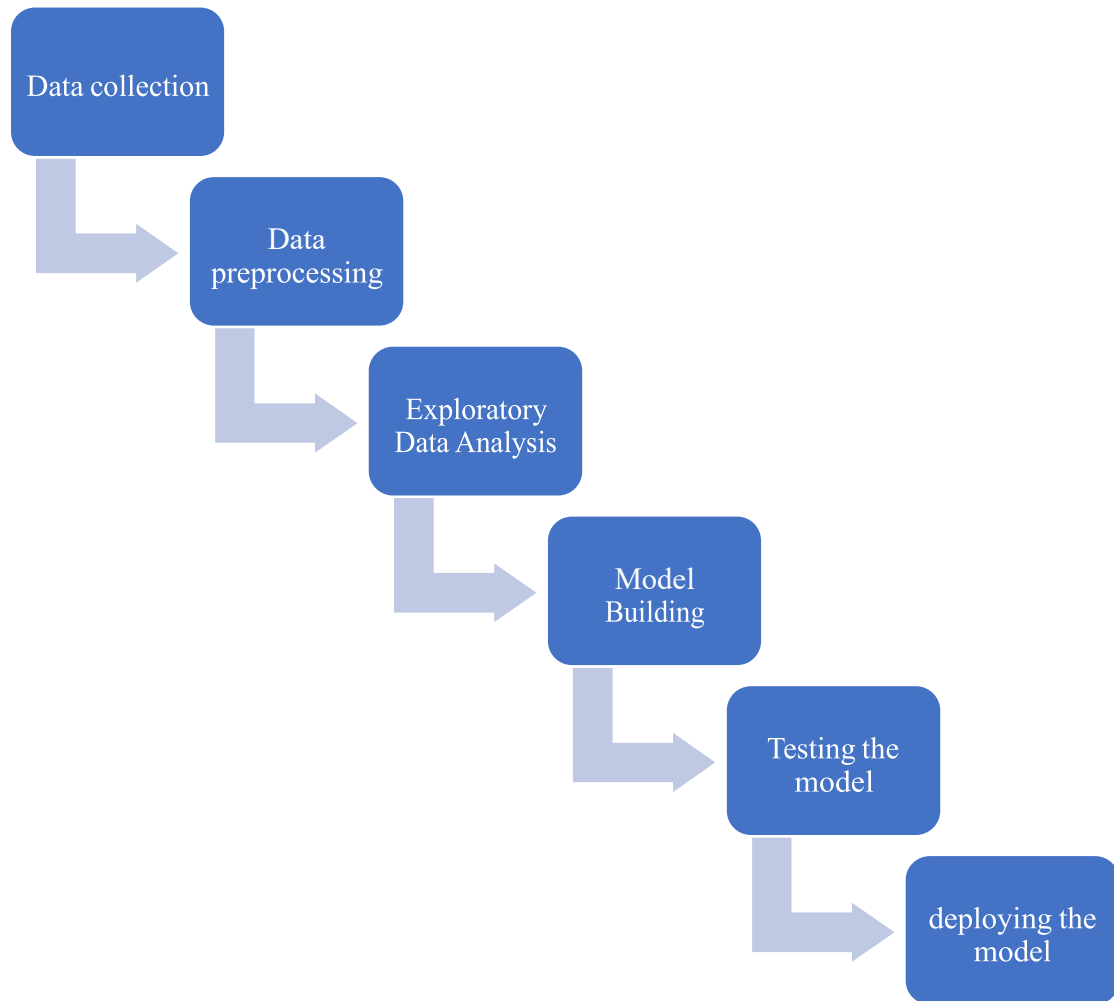 Data collection
Data
preprocessing
Exploratory
Data Analysis
Model
Building
Testing the
model
deploying the
model